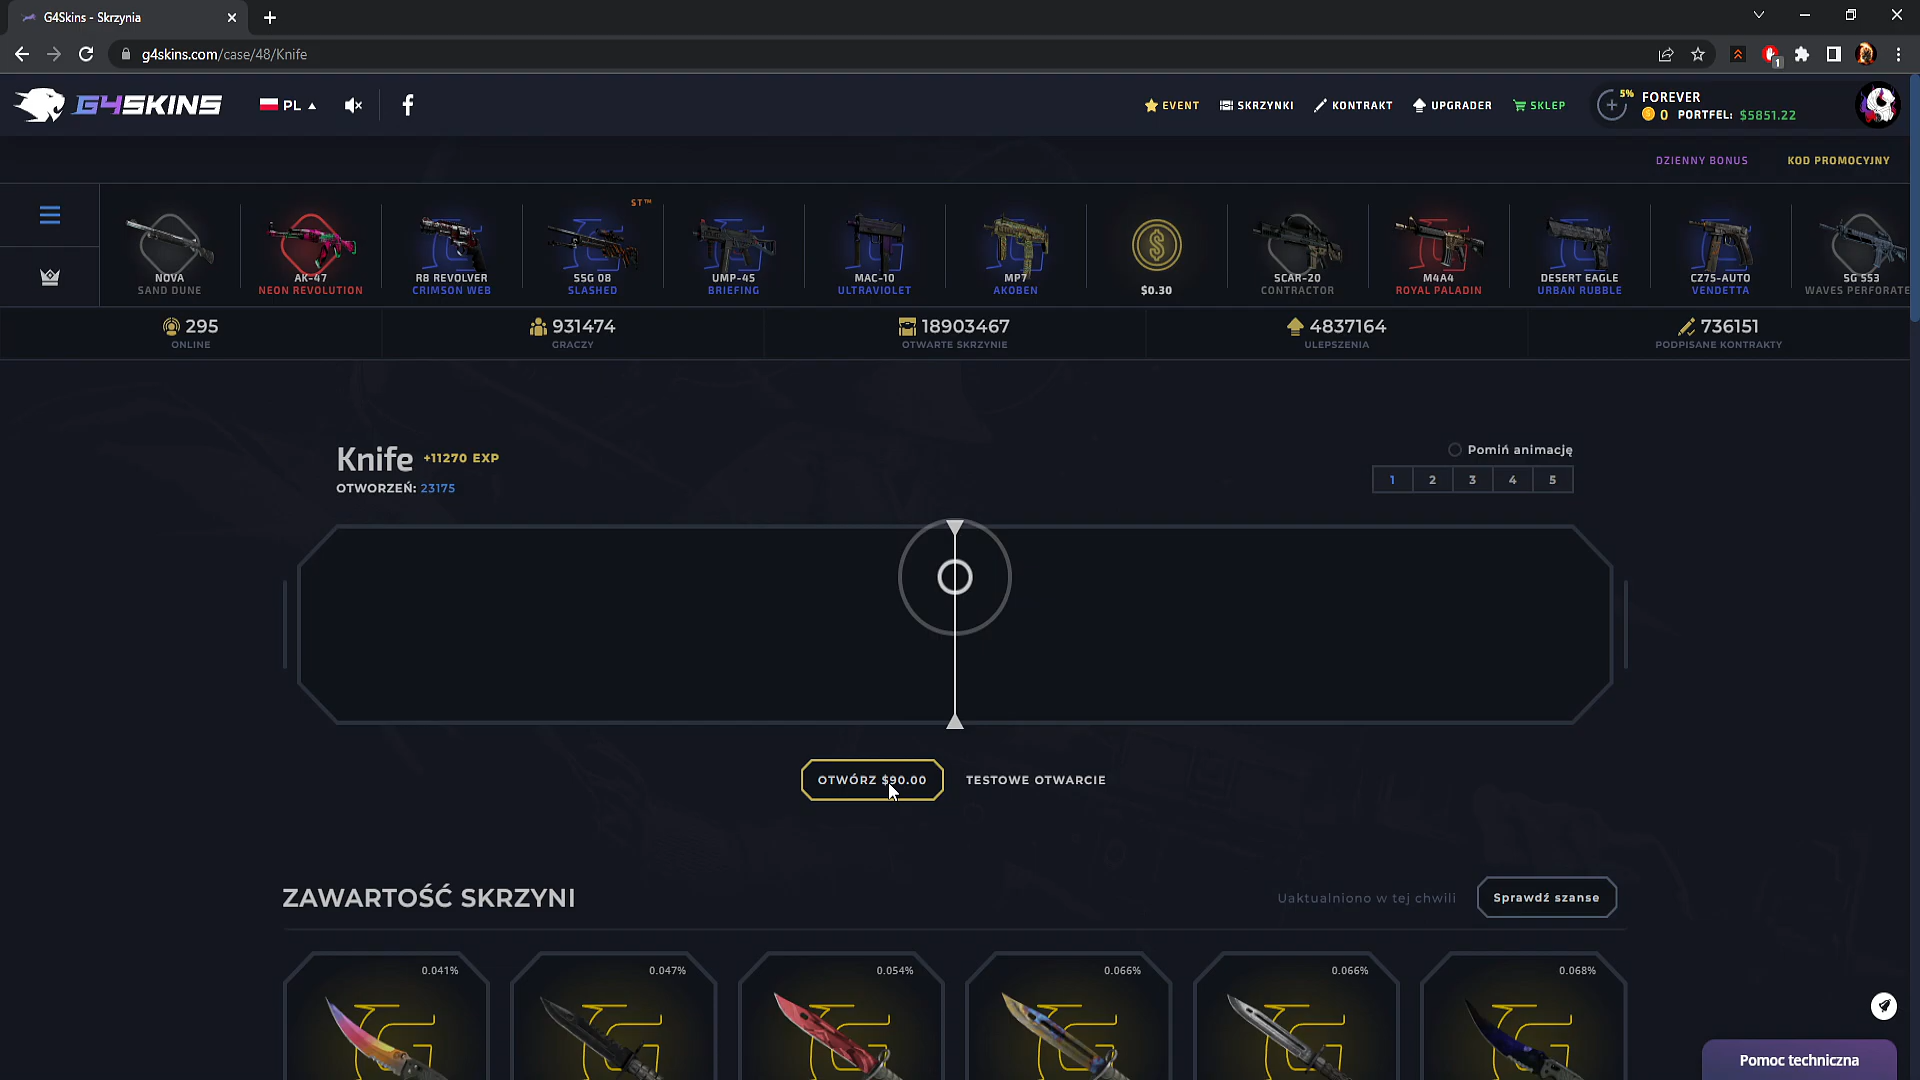 G4Skins - Skrzynia
g4skins.com/case/48/Knife
1
G4SKINS
PL
EVENT
SKRZYNKI
KONTRAKT
UPGRADER
SKLEP
5%
FOREVER
0 PORTFEL: $5851.22
DZIENNY BONUS
KOD PROMOCYJNY
NOVA
SAND DUNE
AK-47
NEON REVOLUTION
R8 REVOLVER
CRIMSON WEB
ST™
SSG 08
SLASHED
UMP-45
BRIEFING
MAC-10
ULTRAVIOLET
MP7
AKOBEN
$0.30
SCAR-20
CONTRACTOR
M4A4
ROYAL PALADIN
DESERT EAGLE
URBAN RUBBLE
CZ75-AUTO
VENDETTA
SG 553
WAVES PERFORATE
295
ONLINE
931474
GRACZY
18903467
OTWARTE SKRZYNIE
4837164
ULEPSZENIA
736151
PODPISANE KONTRAKTY
Knife +11270 EXP
OTWORZEŃ: 23175
Pomiń animację
1 2 3 4 5
OTWÓRZ $90.00
TESTOWE OTWARCIE
ZAWARTOŚĆ SKRZYNI
Uaktualniono w tej chwili
Sprawdź szanse
0.041%
0.047%
0.054%
0.066%
0.066%
0.068%
Pomoc techniczna